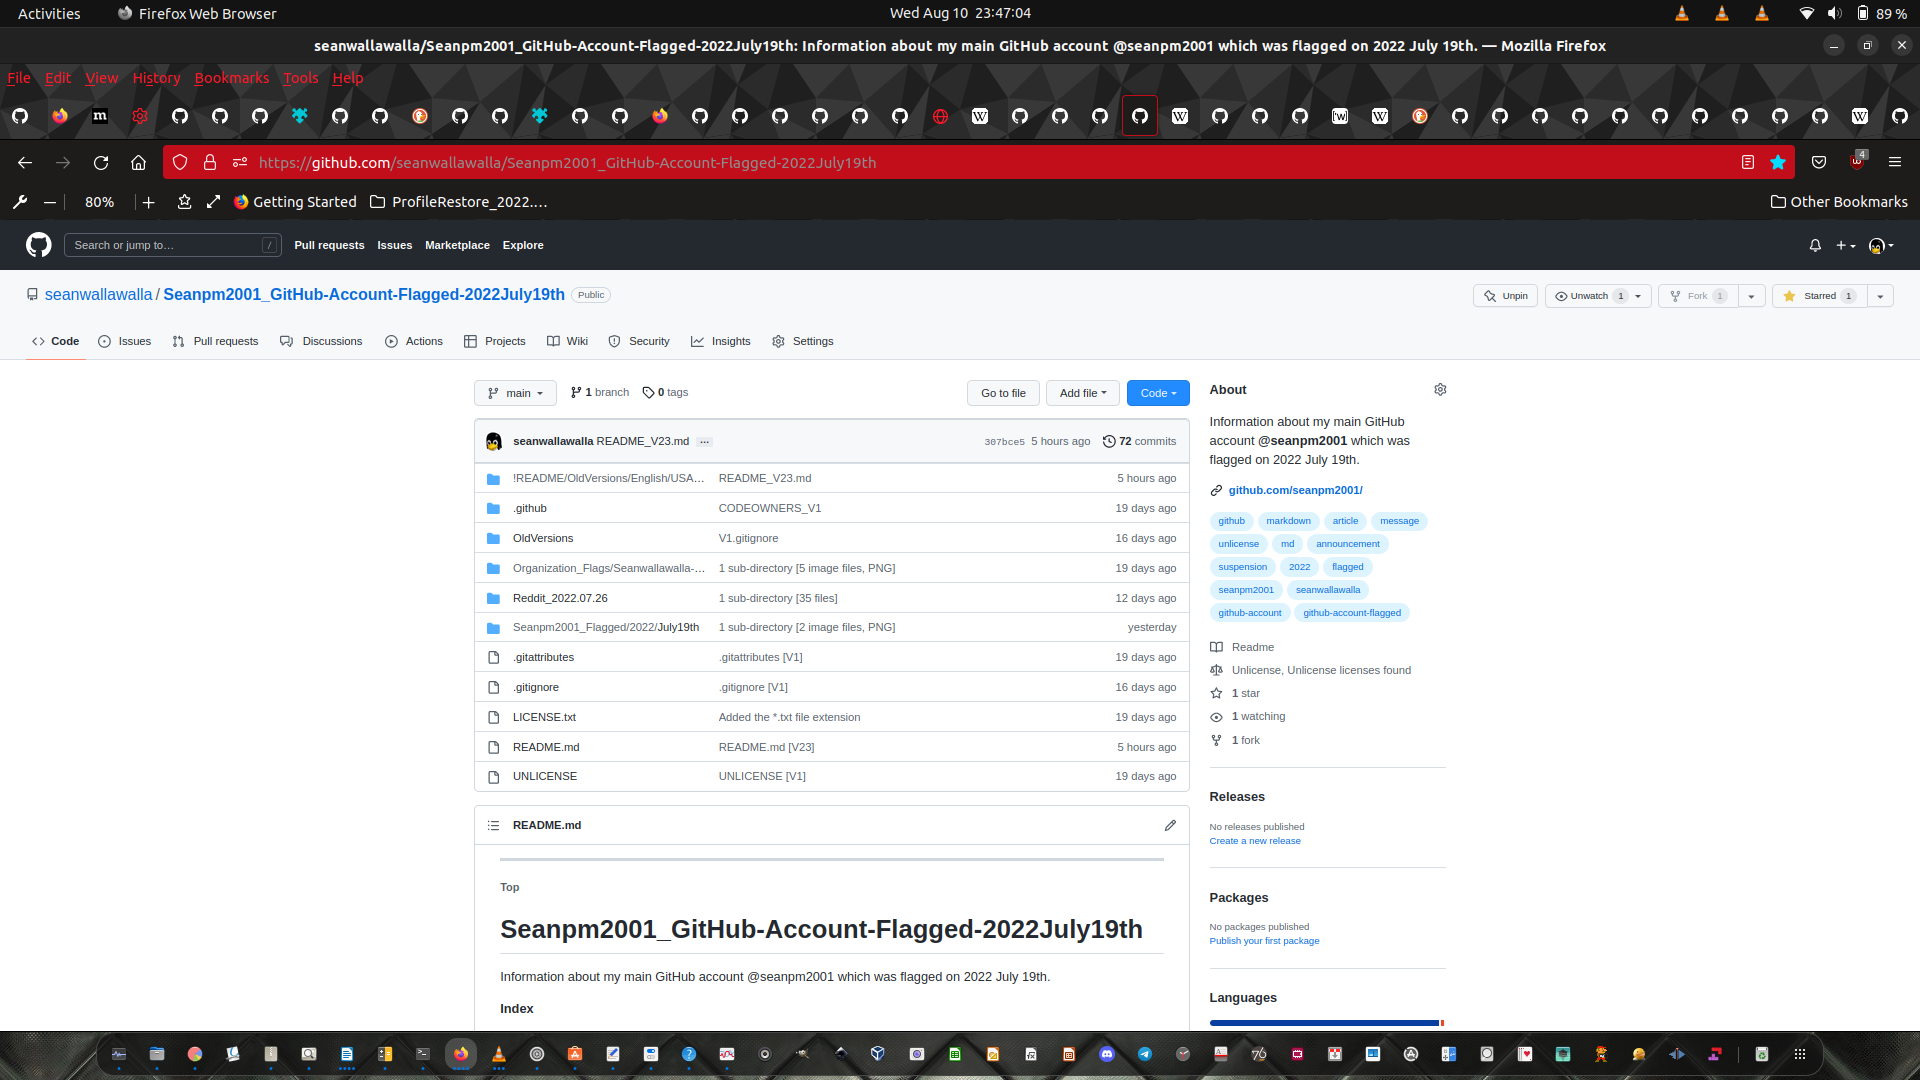 Activities
Firefox Web Browser
Wed Aug 10 23:47:04
89 %
seanwallawalla/Seanpm2001_GitHub-Account-Flagged-2022July19th: Information about my main GitHub account @seanpm2001 which was flagged on 2022 July 19th. — Mozilla Firefox
File Edit View History Bookmarks Tools Help
https://github.com/seanwallawalla/Seanpm2001_GitHub-Account-Flagged-2022July19th
4
80%
Getting Started
ProfileRestore_2022.…
Other Bookmarks
Search or jump to…
/
Pull requests Issues Marketplace Explore
seanwallawalla / Seanpm2001_GitHub-Account-Flagged-2022July19th Public
Unpin
Unwatch 1
Fork 1
Starred 1
Code Issues Pull requests Discussions Actions Projects Wiki Security Insights Settings
main
1 branch
0 tags
Go to file
Add file
Code
seanwallawalla README_V23.md …
307bce5 5 hours ago
72 commits
!README/OldVersions/English/USA… README_V23.md 5 hours ago
.github CODEOWNERS_V1 19 days ago
OldVersions V1.gitignore 16 days ago
Organization_Flags/Seanwallawalla-… 1 sub-directory [5 image files, PNG] 19 days ago
Reddit_2022.07.26 1 sub-directory [35 files] 12 days ago
Seanpm2001_Flagged/2022/July19th 1 sub-directory [2 image files, PNG] yesterday
.gitattributes .gitattributes [V1] 19 days ago
.gitignore .gitignore [V1] 16 days ago
LICENSE.txt Added the *.txt file extension 19 days ago
README.md README.md [V23] 5 hours ago
UNLICENSE UNLICENSE [V1] 19 days ago
README.md
Top
Seanpm2001_GitHub-Account-Flagged-2022July19th
Information about my main GitHub account @seanpm2001 which was flagged on 2022 July 19th.
Index
About
Information about my main GitHub
account @seanpm2001 which was
flagged on 2022 July 19th.
github.com/seanpm2001/
github markdown article message
unlicense md announcement
suspension 2022 flagged
seanpm2001 seanwallawalla
github-account github-account-flagged
Readme
Unlicense, Unlicense licenses found
1 star
1 watching
1 fork
Releases
No releases published
Create a new release
Packages
No packages published
Publish your first package
Languages